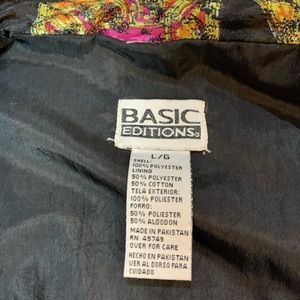 BASIC
EDITIONS®
L/G
SHELL:
100% POLYESTER
LINING
50% POLYESTER
50% COTTON
TELA EXTERIOR:
100% POLIESTER
FORRO:
50% POLIESTER
50% ALGODON
MADE IN PAKISTAN
RN 45749
OVER FOR CARE
HECHO EN PAKISTAN
VER AL DORSO PARA
CUIDADO